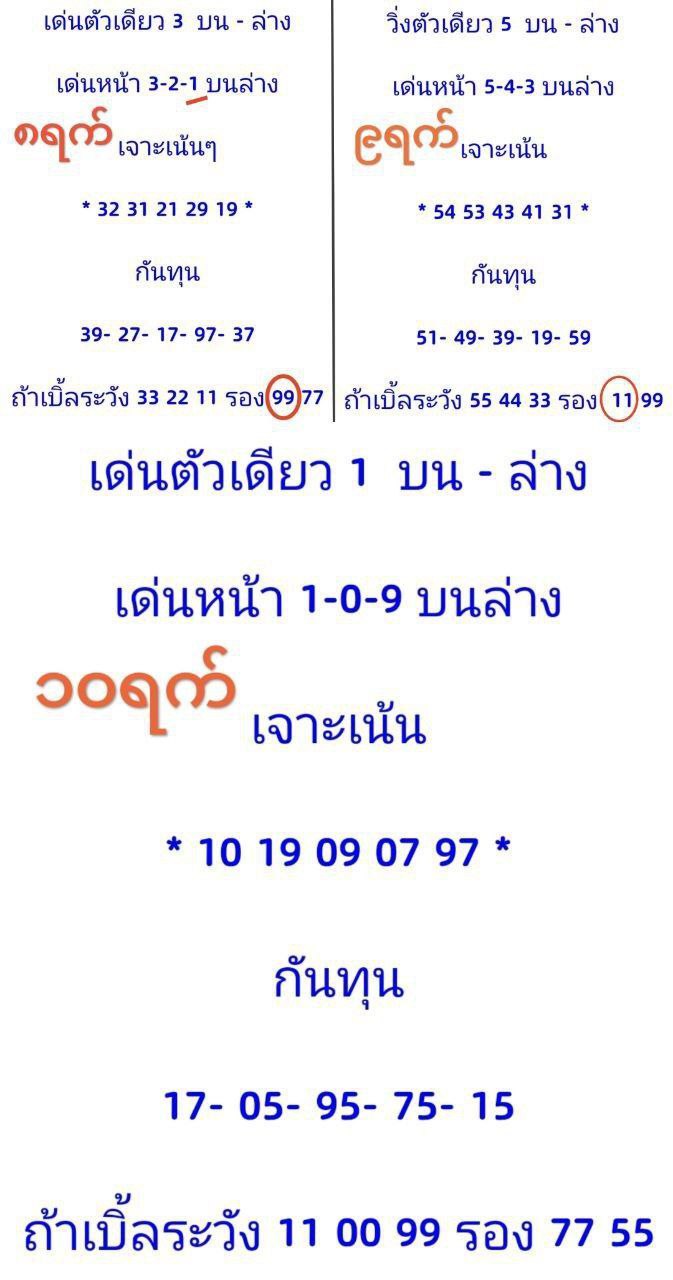 เด่นตัวเดียว 3 บน - ล่าง
เด่นหน้า 3-2-1 บนล่าง
၈ရက် เจาะเน้นๆ
* 32 31 21 29 19 *
กันทุน
39- 27- 17- 97- 37
ถ้าเบิ้ลระวัง 33 22 11 รอง 99 77
วิ่งตัวเดียว 5 บน - ล่าง
เด่นหน้า 5-4-3 บนล่าง
၉ရက် เจาะเน้น
* 54 53 43 41 31 *
กันทุน
51- 49- 39- 19- 59
ถ้าเบิ้ลระวัง 55 44 33 รอง 11 99
เด่นตัวเดียว 1 บน - ล่าง
เด่นหน้า 1-0-9 บนล่าง
၁၀ရက် เจาะเน้น
* 10 19 09 07 97 *
กันทุน
17- 05- 95- 75- 15
ถ้าเบิ้ลระวัง 11 00 99 รอง 77 55